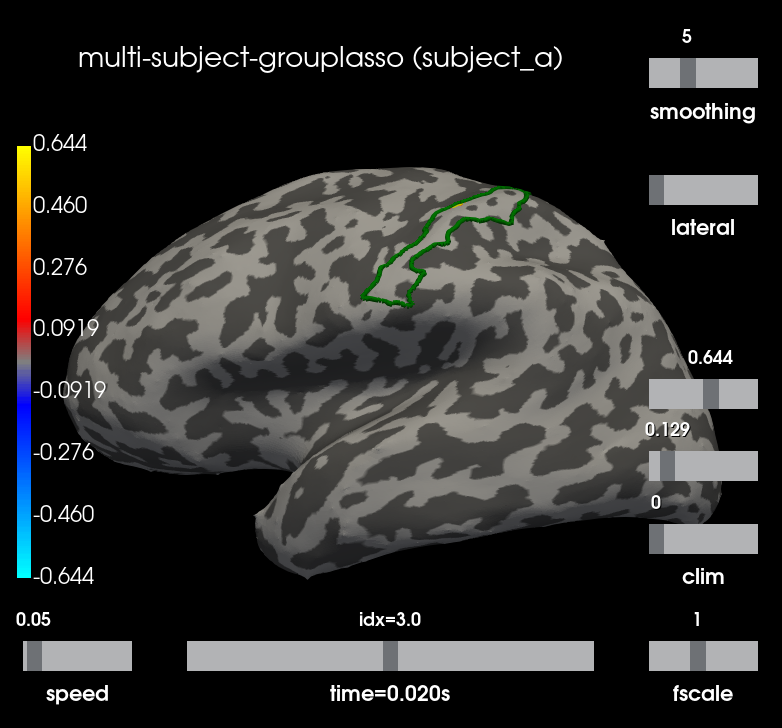 multi-subject-grouplasso (subject_a)
5
smoothing
lateral
0.644
0.460
0.276
0.0919
-0.0919
-0.276
-0.460
-0.644
0.644
0.129
0
clim
0.05
speed
idx=3.0
time=0.020s
1
fscale